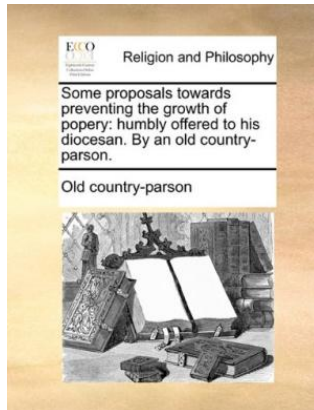 ECCO
Religion and Philosophy
Some proposals towards
preventing the growth of
popery: humbly offered to his
diocesan. By an old country-
parson.
Old country-parson